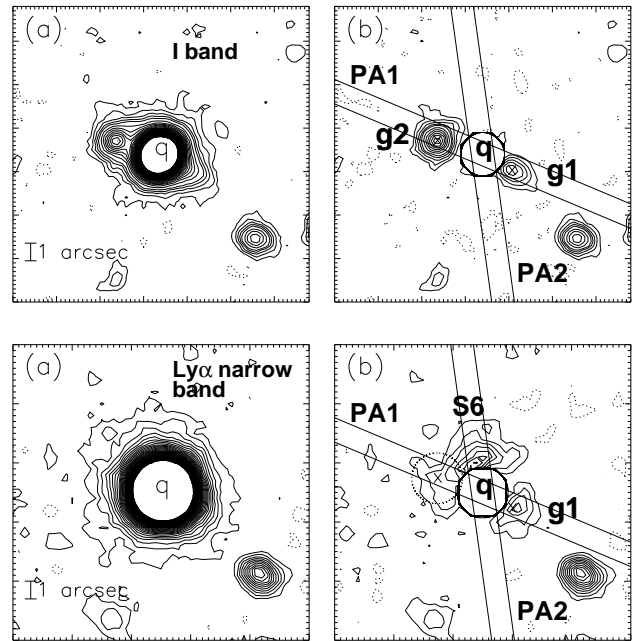 (a)
I band
q
1 arcsec
(b)
PA1
g2
q
g1
PA2
(a)
Lyα narrow
band
q
1 arcsec
(b)
PA1
S6
q
g1
PA2